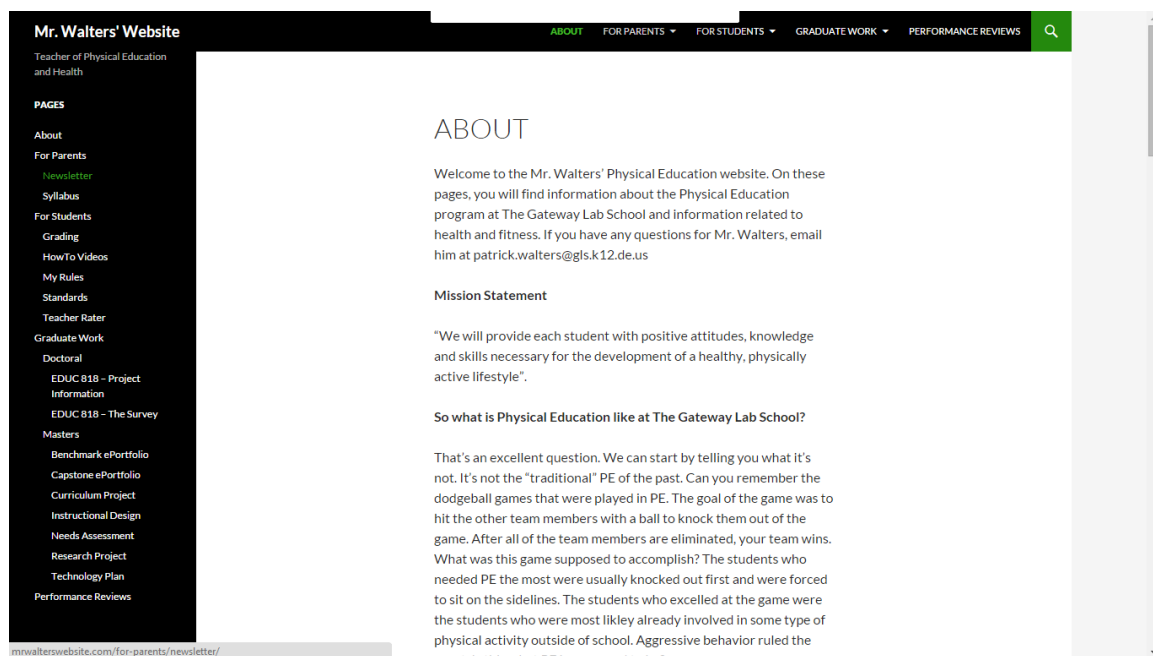 Mr. Walters' Website
ABOUT
FOR PARENTS
FOR STUDENTS
GRADUATE WORK
PERFORMANCE REVIEWS
Teacher of Physical Education
and Health
PAGES
About
For Parents
Newsletter
Syllabus
For Students
Grading
HowTo Videos
My Rules
Standards
Teacher Rater
Graduate Work
Doctoral
EDUC 818 – Project
Information
EDUC 818 – The Survey
Masters
Benchmark ePortfolio
Capstone ePortfolio
Curriculum Project
Instructional Design
Needs Assessment
Research Project
Technology Plan
Performance Reviews
ABOUT
Welcome to the Mr. Walters’ Physical Education website. On these
pages, you will find information about the Physical Education
program at The Gateway Lab School and information related to
health and fitness. If you have any questions for Mr. Walters, email
him at patrick.walters@gls.k12.de.us
Mission Statement
“We will provide each student with positive attitudes, knowledge
and skills necessary for the development of a healthy, physically
active lifestyle”.
So what is Physical Education like at The Gateway Lab School?
That’s an excellent question. We can start by telling you what it’s
not. It’s not the “traditional” PE of the past. Can you remember the
dodgeball games that were played in PE. The goal of the game was to
hit the other team members with a ball to knock them out of the
game. After all of the team members are eliminated, your team wins.
What was this game supposed to accomplish? The students who
needed PE the most were usually knocked out first and were forced
to sit on the sidelines. The students who excelled at the game were
the students who were most likley already involved in some type of
physical activity outside of school. Aggressive behavior ruled the
mrwalterswebsite.com/for-parents/newsletter/